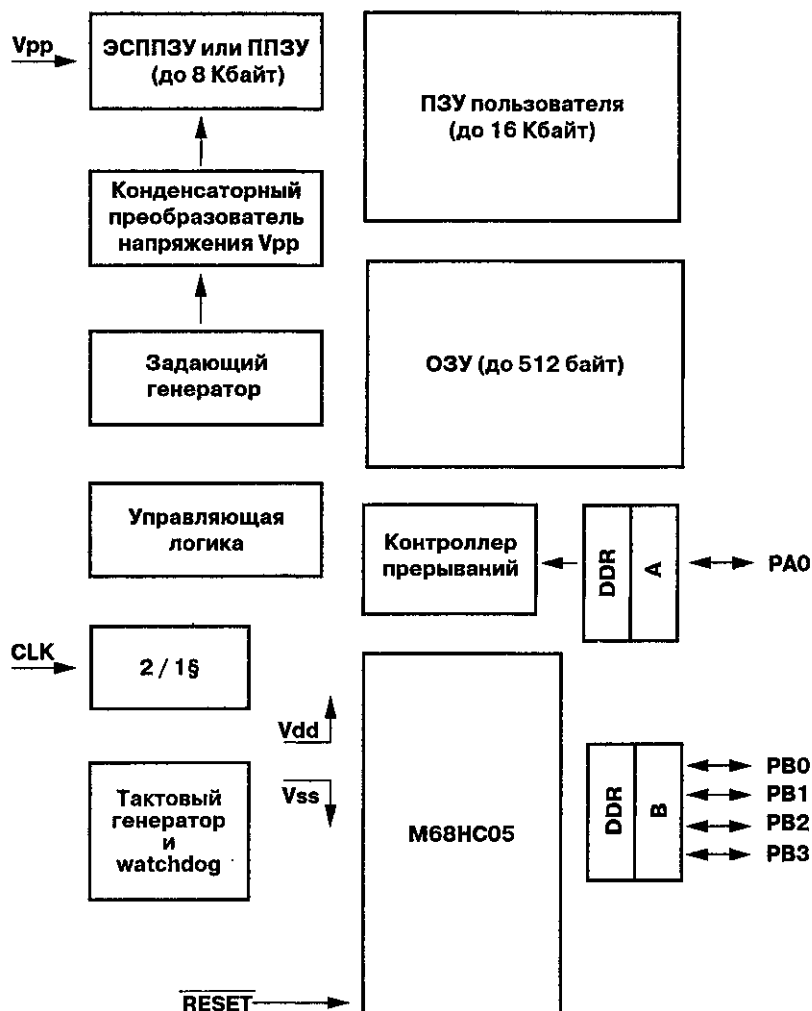 Vpp
ЭСППЗУ или ППЗУ
(до 8 Кбайт)
ПЗУ пользователя
(до 16 Кбайт)
Конденсаторный
преобразователь
напряжения Vpp
Задающий
генератор
ОЗУ (до 512 байт)
Управляющая
логика
Контроллер
прерываний
DDR
A
PA0
CLK
2 / 1§
Vdd
Vss
Тактовый
генератор
и
watchdog
M68HC05
DDR
B
PB0
PB1
PB2
PB3
RESET